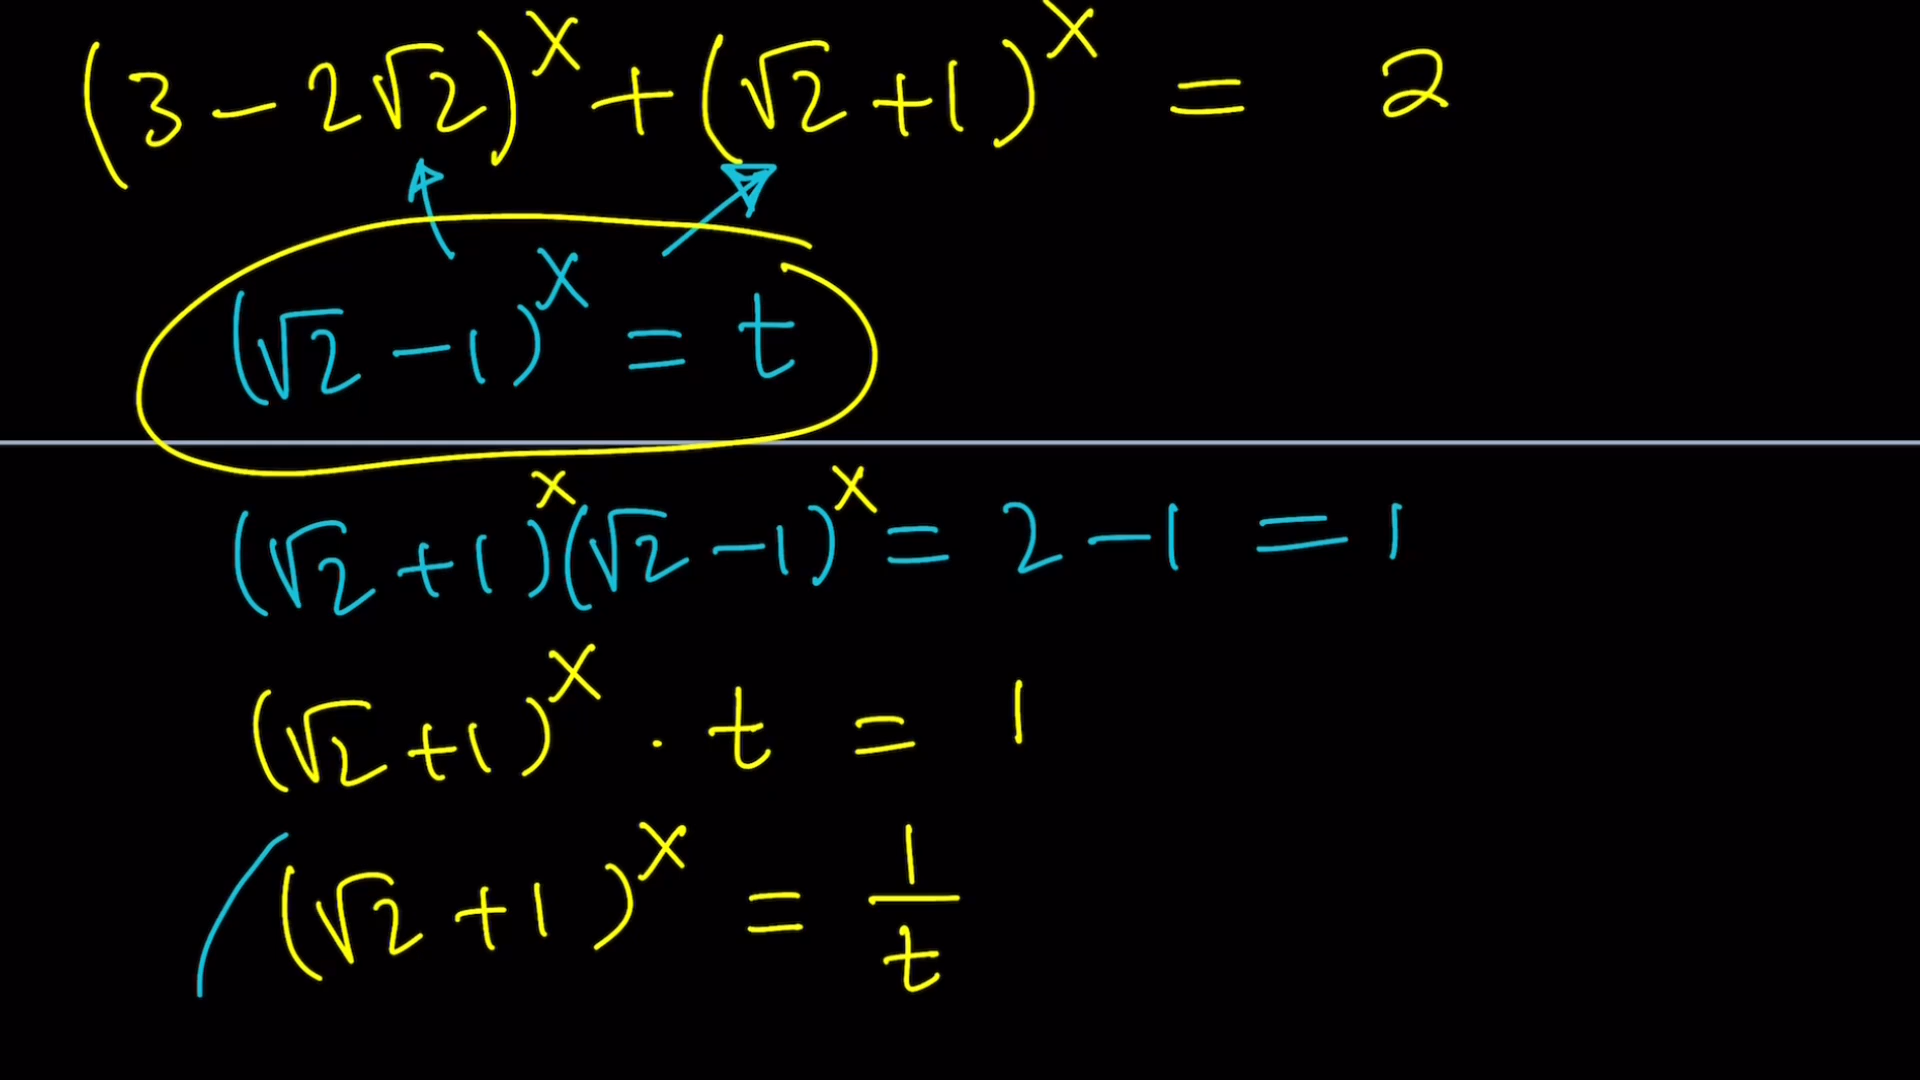 (3-2√2)^x + (√2+1)^x = 2
(√2-1)^x = t
(√2+1)^x (√2-1)^x = 2-1 = 1
(√2+1)^x · t = 1
(√2+1)^x = 1/t